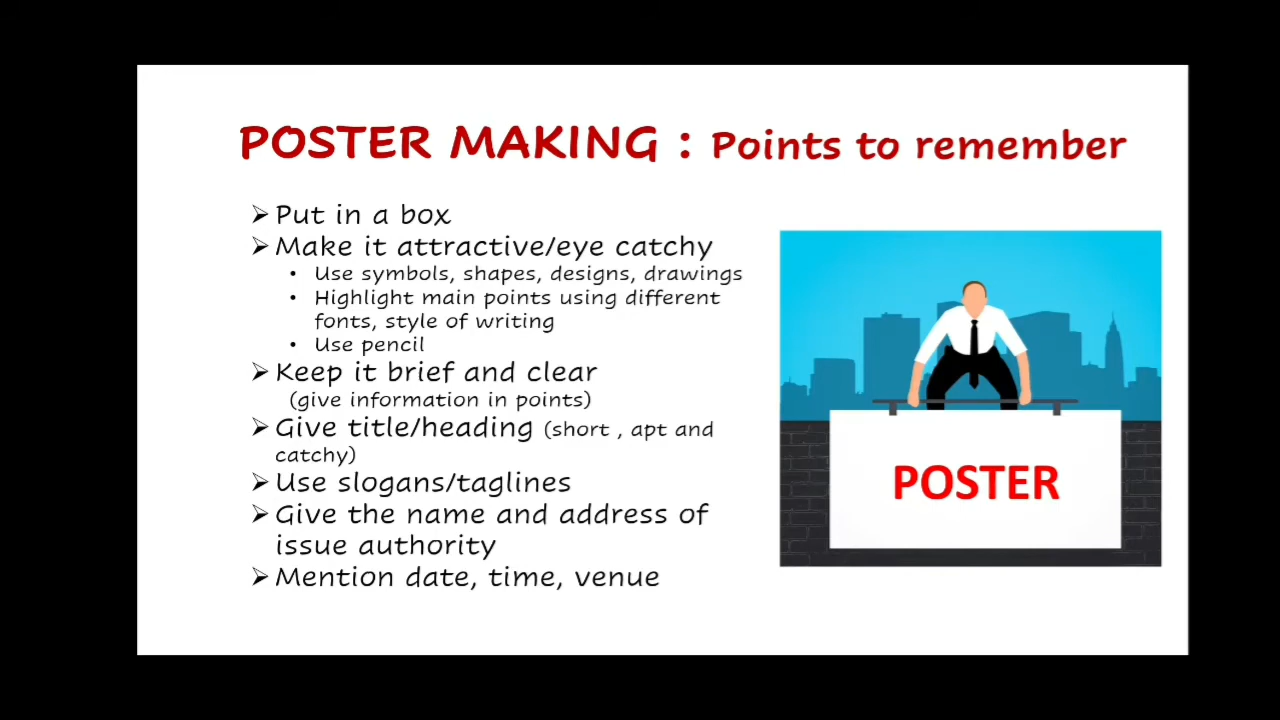 POSTER MAKING : Points to remember
➢ Put in a box
➢ Make it attractive/eye catchy
• Use symbols, shapes, designs, drawings
• Highlight main points using different
fonts, style of writing
• Use pencil
➢ Keep it brief and clear
(give information in points)
➢ Give title/heading (short , apt and
catchy)
➢ Use slogans/taglines
➢ Give the name and address of
issue authority
➢ Mention date, time, venue
POSTER